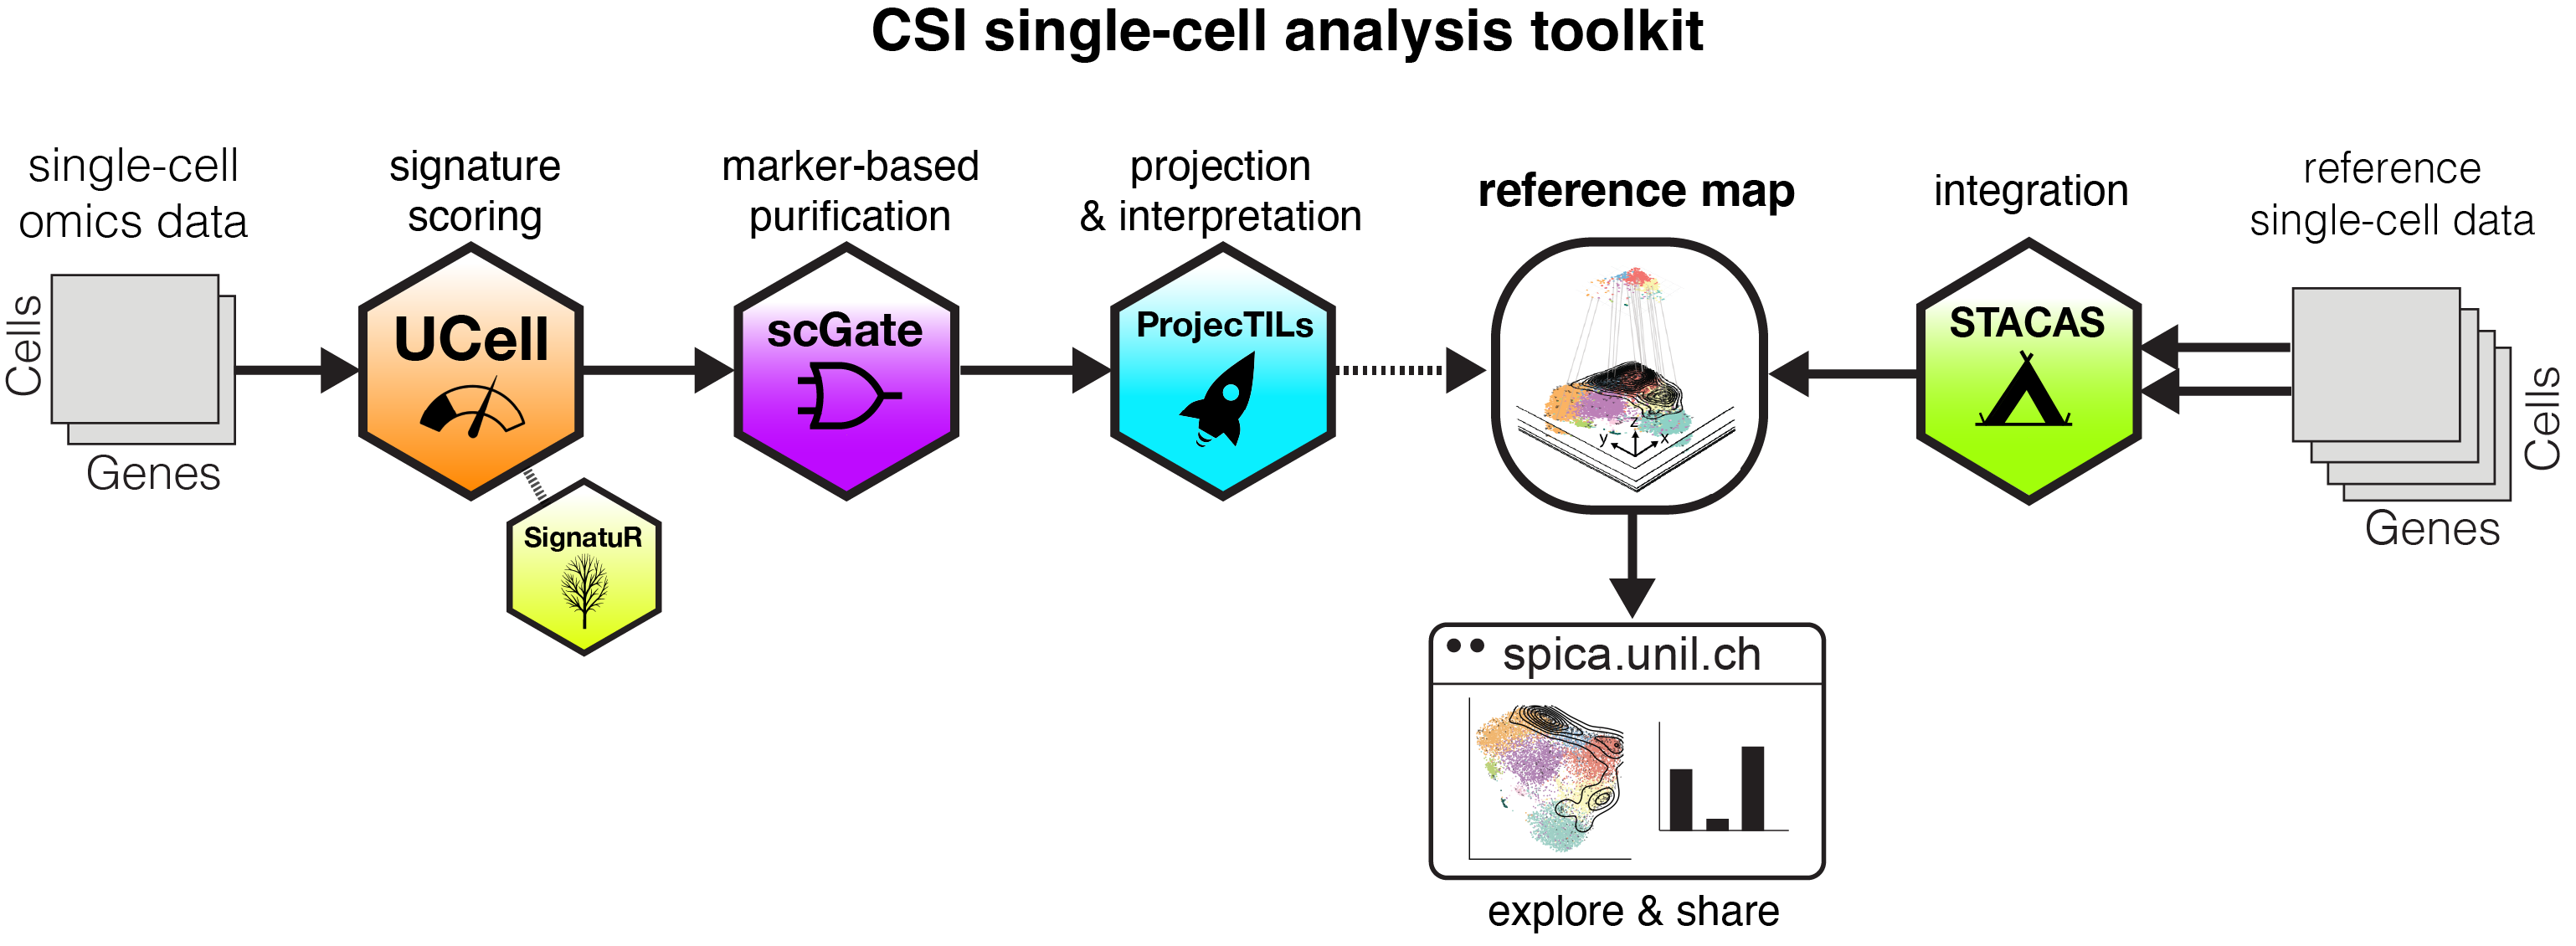 CSI single-cell analysis toolkit
single-cell
omics data
Cells
Genes
signature
scoring
UCell
SignatuR
marker-based
purification
scGate
projection
& interpretation
ProjecTILs
reference map
z
y
x
integration
STACAS
reference
single-cell data
Cells
Genes
spica.unil.ch
explore & share